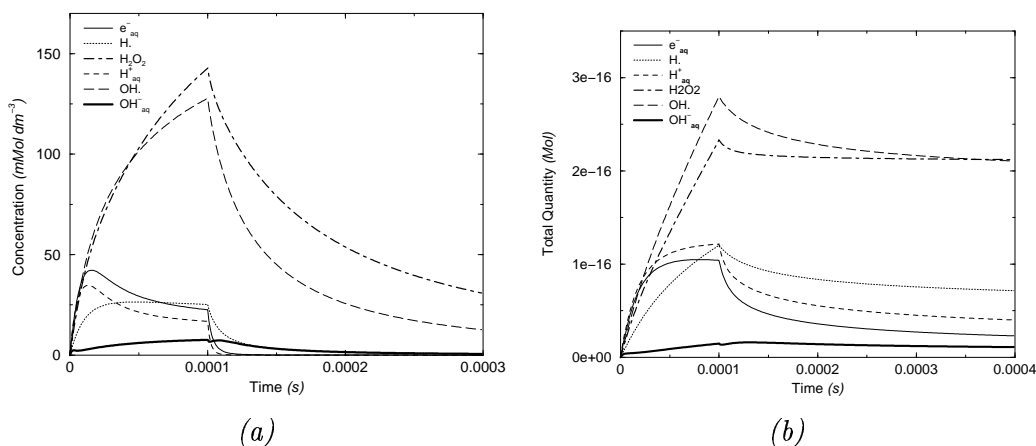 e⁻aq
H.
H₂O₂
H⁺aq
OH.
OH⁻aq
150
100
50
0
Concentration (mMol dm⁻³)
0
0.0001
0.0002
0.0003
Time (s)
(a)
e⁻aq
H.
H⁺aq
H2O2
OH.
OH⁻aq
3e-16
2e-16
1e-16
0e+00
Total Quantity (Mol)
0
0.0001
0.0002
0.0003
0.0004
Time (s)
(b)